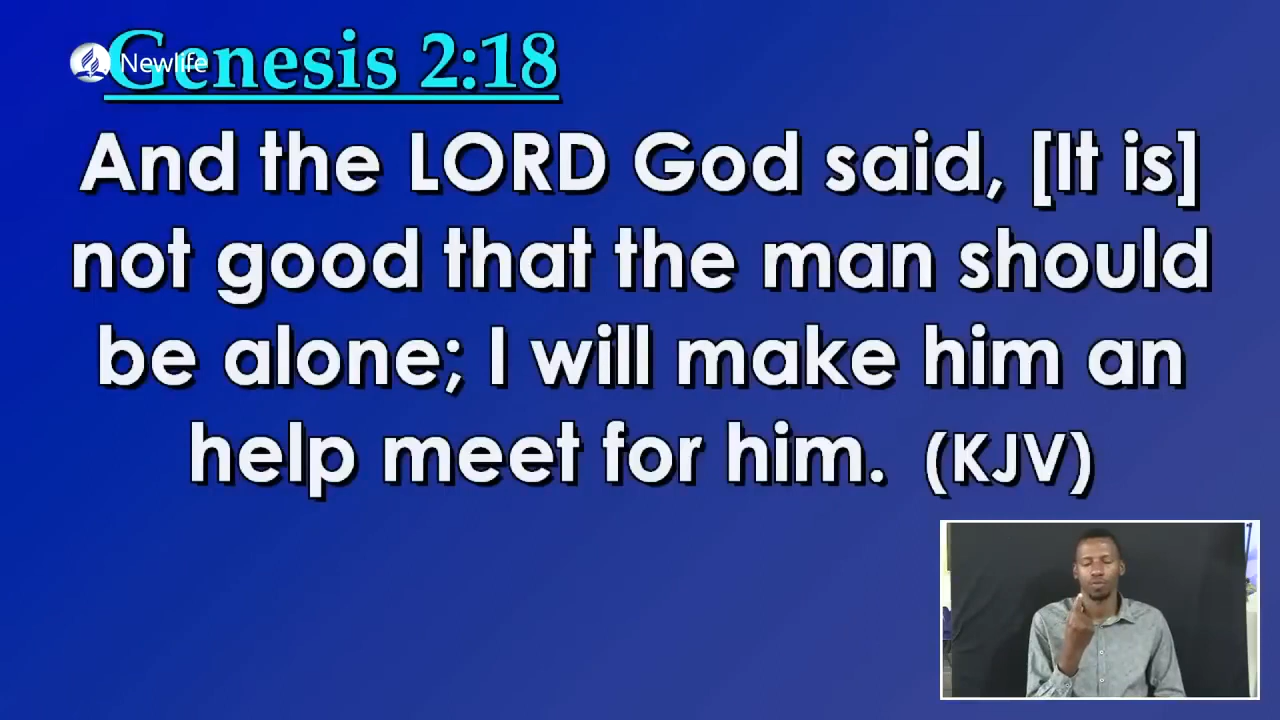 Genesis 2:18
Newlife
And the LORD God said, [It is]
not good that the man should
be alone; I will make him an
help meet for him. (KJV)